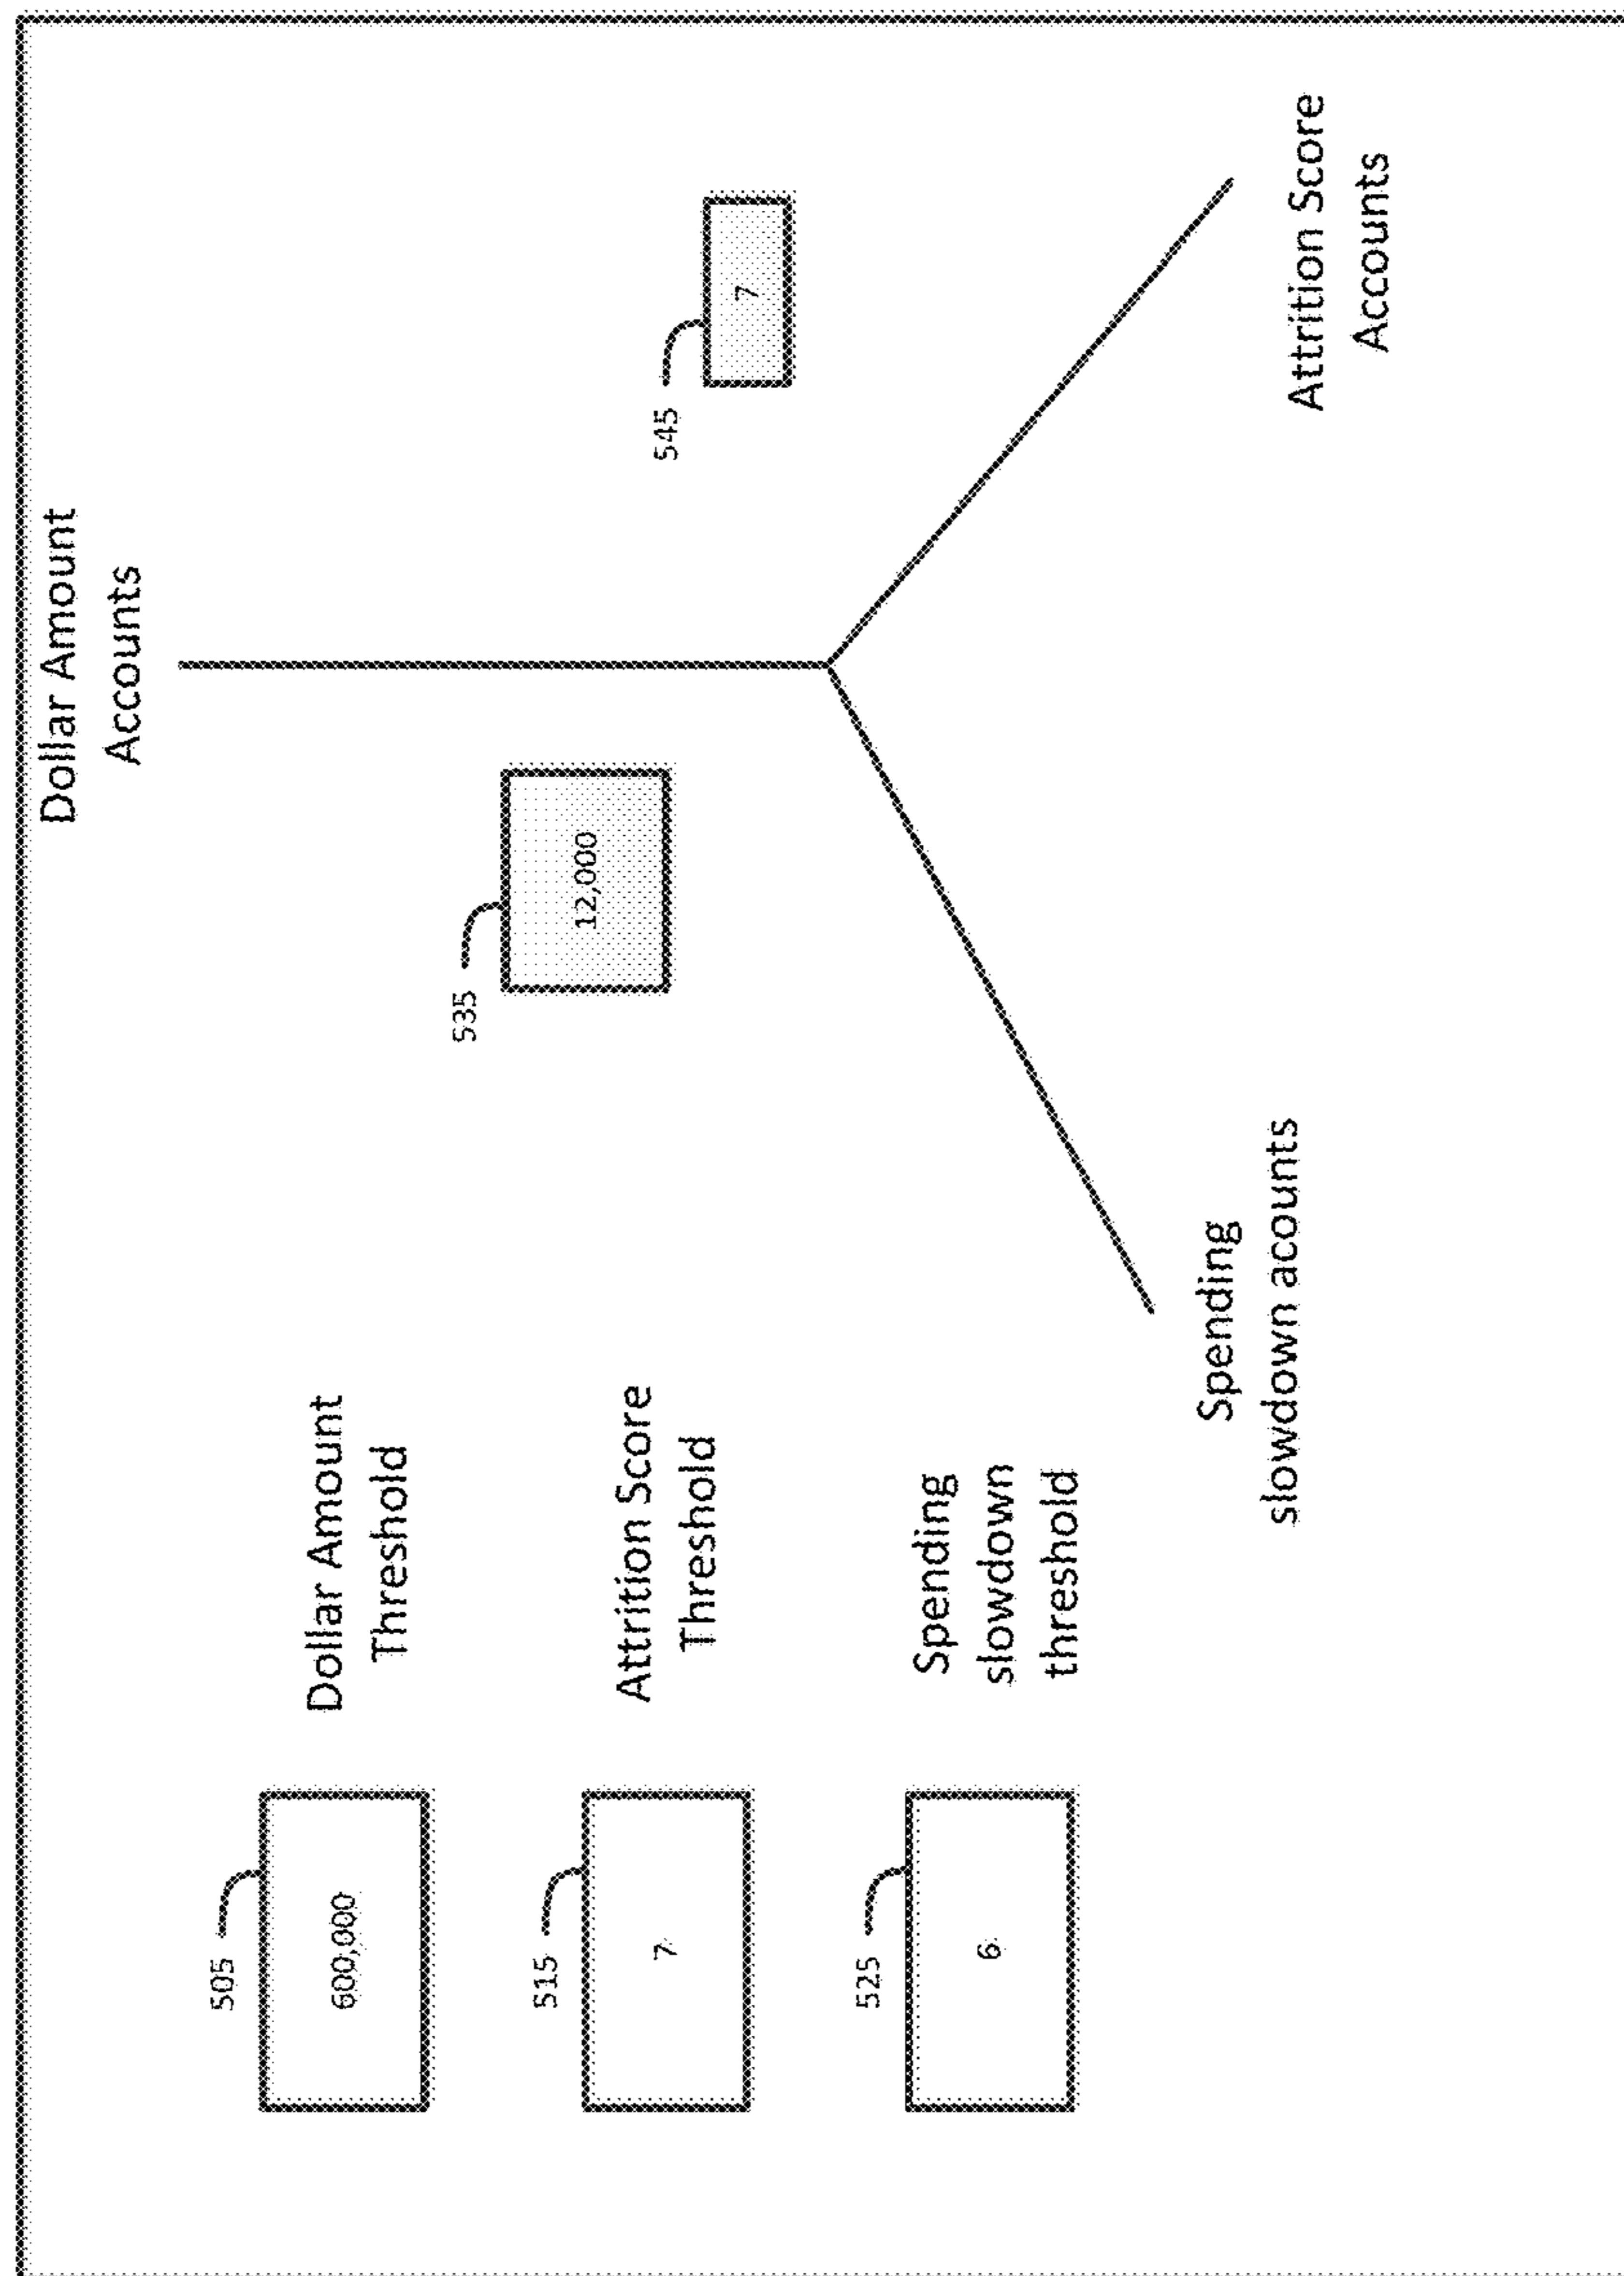 505
600,000
Dollar Amount
Threshold
515
7
Attrition Score
Threshold
525
6
Spending
slowdown
threshold
Dollar Amount
Accounts
535
12,000
545
7
Spending
slowdown acounts
Attrition Score
Accounts